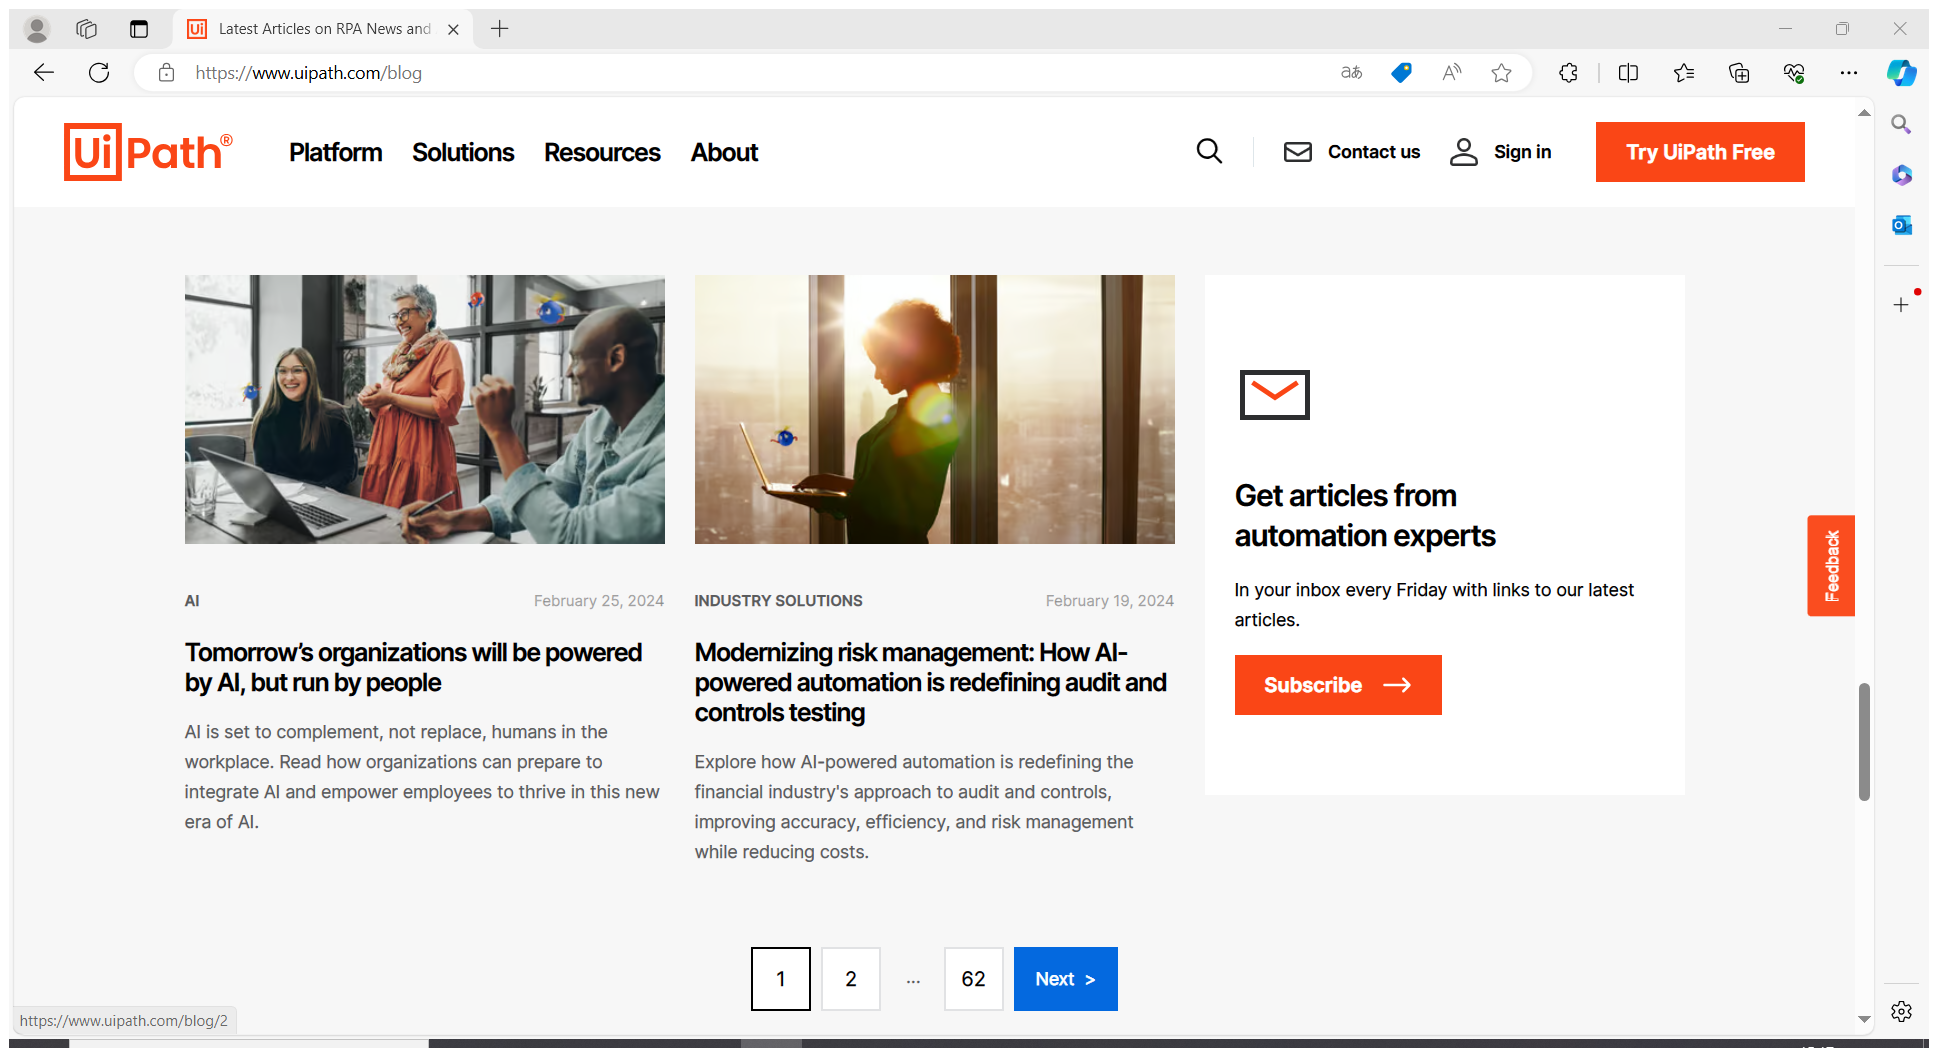 Latest Articles on RPA News and
https://www.uipath.com/blog
UiPath®
Platform
Solutions
Resources
About
Contact us
Sign in
Try UiPath Free
AI
February 25, 2024
Tomorrow’s organizations will be powered
by AI, but run by people
AI is set to complement, not replace, humans in the
workplace. Read how organizations can prepare to
integrate AI and empower employees to thrive in this new
era of AI.
INDUSTRY SOLUTIONS
February 19, 2024
Modernizing risk management: How AI-
powered automation is redefining audit and
controls testing
Explore how AI-powered automation is redefining the
financial industry's approach to audit and controls,
improving accuracy, efficiency, and risk management
while reducing costs.
Get articles from
automation experts
In your inbox every Friday with links to our latest
articles.
Subscribe
Feedback
1
2
...
62
Next >
https://www.uipath.com/blog/2